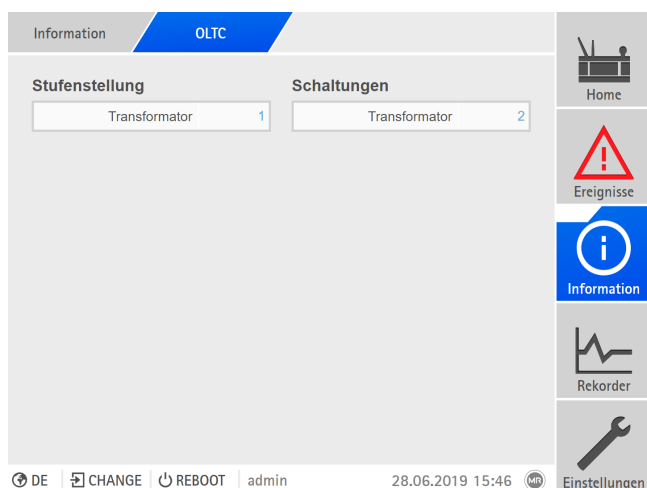 Information OLTC
Stufenstellung Schaltungen
Transformator 1 Transformator 2
Home
Ereignisse
Information
Rekorder
Einstellungen
DE CHANGE REBOOT admin 28.06.2019 15:46 MR